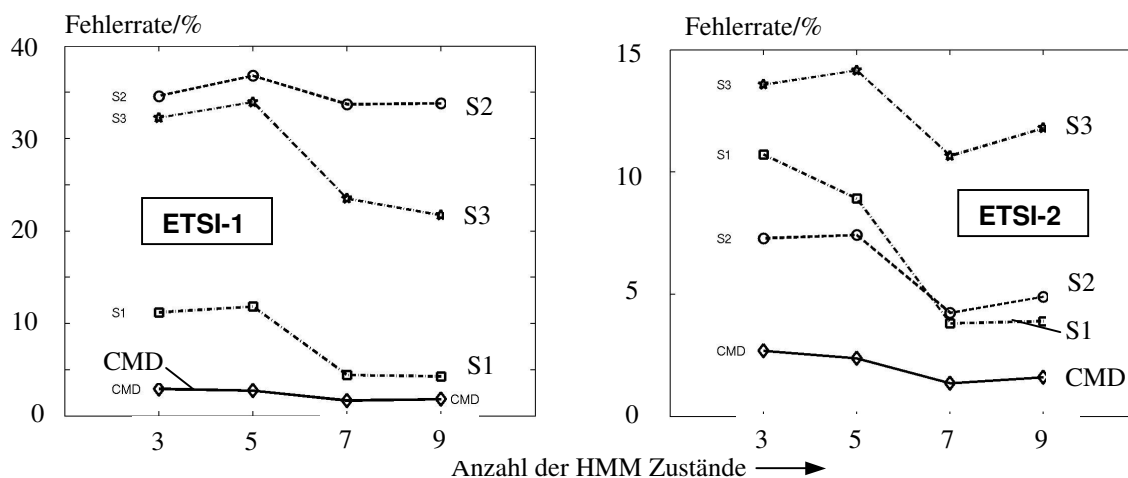 Fehlerrate/%
40
30
20
10
0
S2
S3
S1
CMD
CMD
ETSI-1
S2
S3
S1
CMD
3 5 7 9
Fehlerrate/%
15
10
5
0
S3
S1
S2
CMD
ETSI-2
S3
S2
S1
CMD
3 5 7 9
Anzahl der HMM Zustände